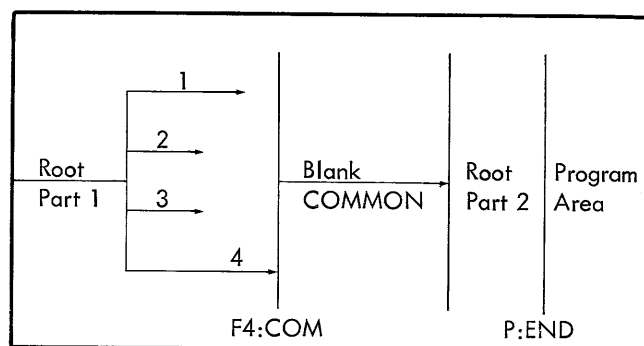 1
2
Root
Part 1
3
4
Blank
COMMON
Root
Part 2
Program
Area
F4:COM
P:END